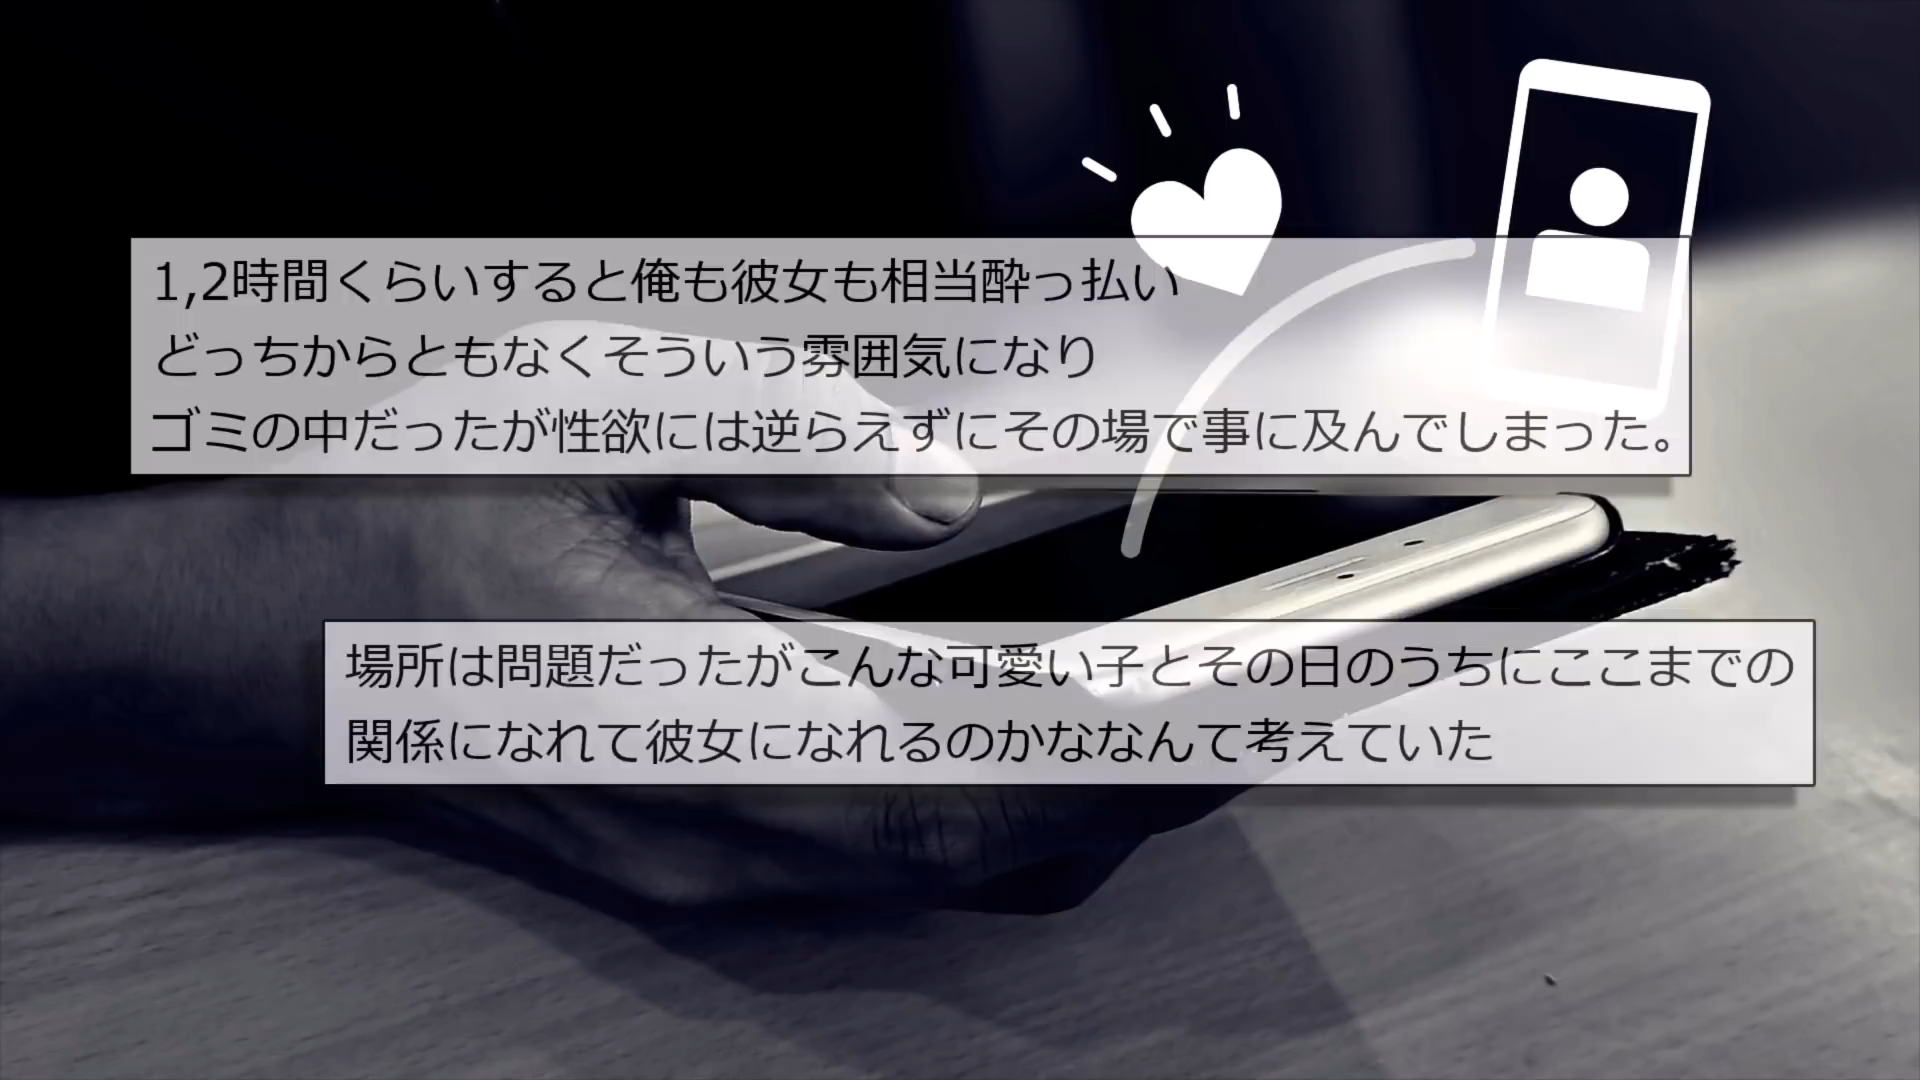 1,2時間くらいすると俺も彼女も相当酔っ払い
どっちからともなくそういう雰囲気になり
ゴミの中だったが性欲には逆らえずにその場で事に及んでしまった。
場所は問題だったがこんな可愛い子とその日のうちにここまでの
関係になれて彼女になれるのかななんて考えていた